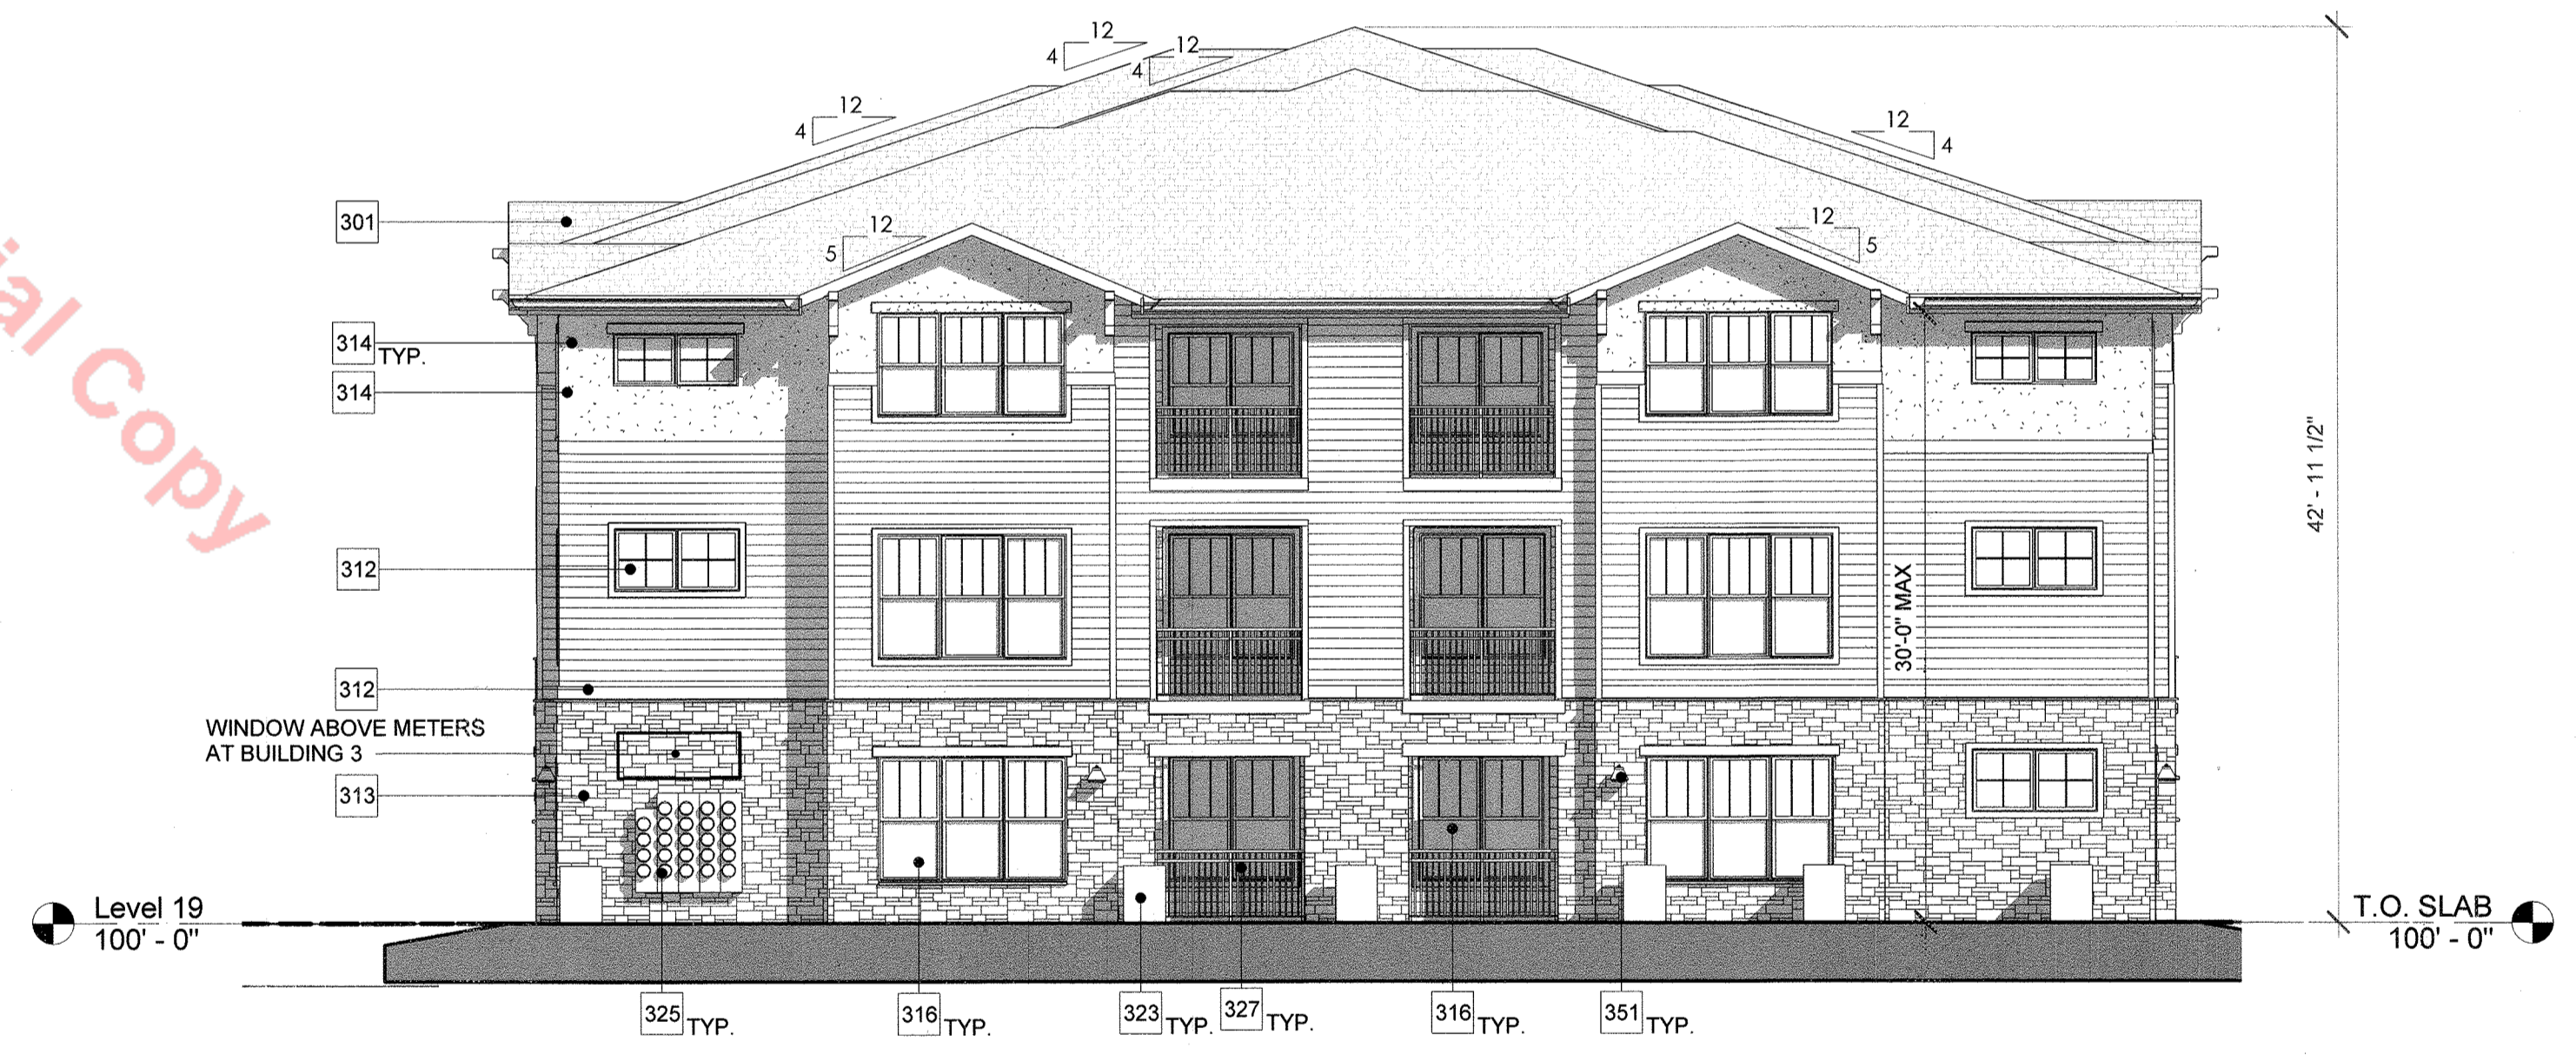 12
4
12
4
12
4
12
4
301
12
5
12
5
ial Copy
314 TYP.
314
42' - 11 1/2"
312
30'-0" MAX
312
WINDOW ABOVE METERS
AT BUILDING 3
313
Level 19
100' - 0"
T.O. SLAB
100' - 0"
325 TYP.
316 TYP.
323 TYP.
327 TYP.
316 TYP.
351 TYP.